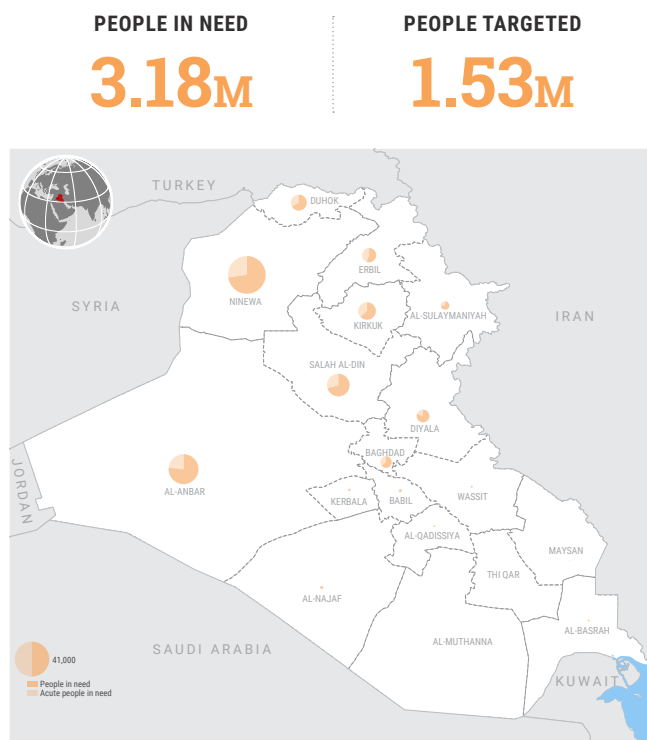 PEOPLE IN NEED
PEOPLE TARGETED
3.18M
1.53M
TURKEY
DUHOK
ERBIL
NINEWA
SYRIA
IRAN
AL-SULAYMANIYAH
KIRKUK
SALAH AL-DIN
DIYALA
BAGHDAD
JORDAN
AL-ANBAR
KERBALA
BABIL
WASSIT
AL-QADISSIYA
MAYSAN
THI QAR
AL-NAJAF
AL-BASRAH
AL-MUTHANNA
SAUDI ARABIA
41,000
KUWAIT
People in need
Acute people in need